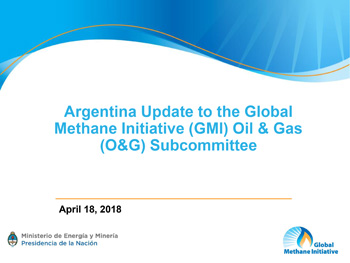 Argentina Update to the Global
Methane Initiative (GMI) Oil & Gas
(O&G) Subcommittee
April 18, 2018
Ministerio de Energía y Minería
Presidencia de la Nación
Global
Methane Initiative